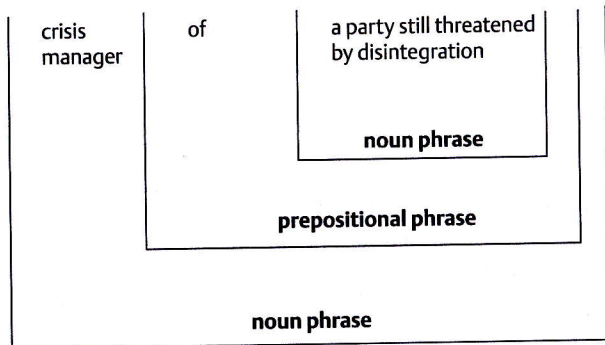 crisis
manager
of
a party still threatened
by disintegration
noun phrase
prepositional phrase
noun phrase